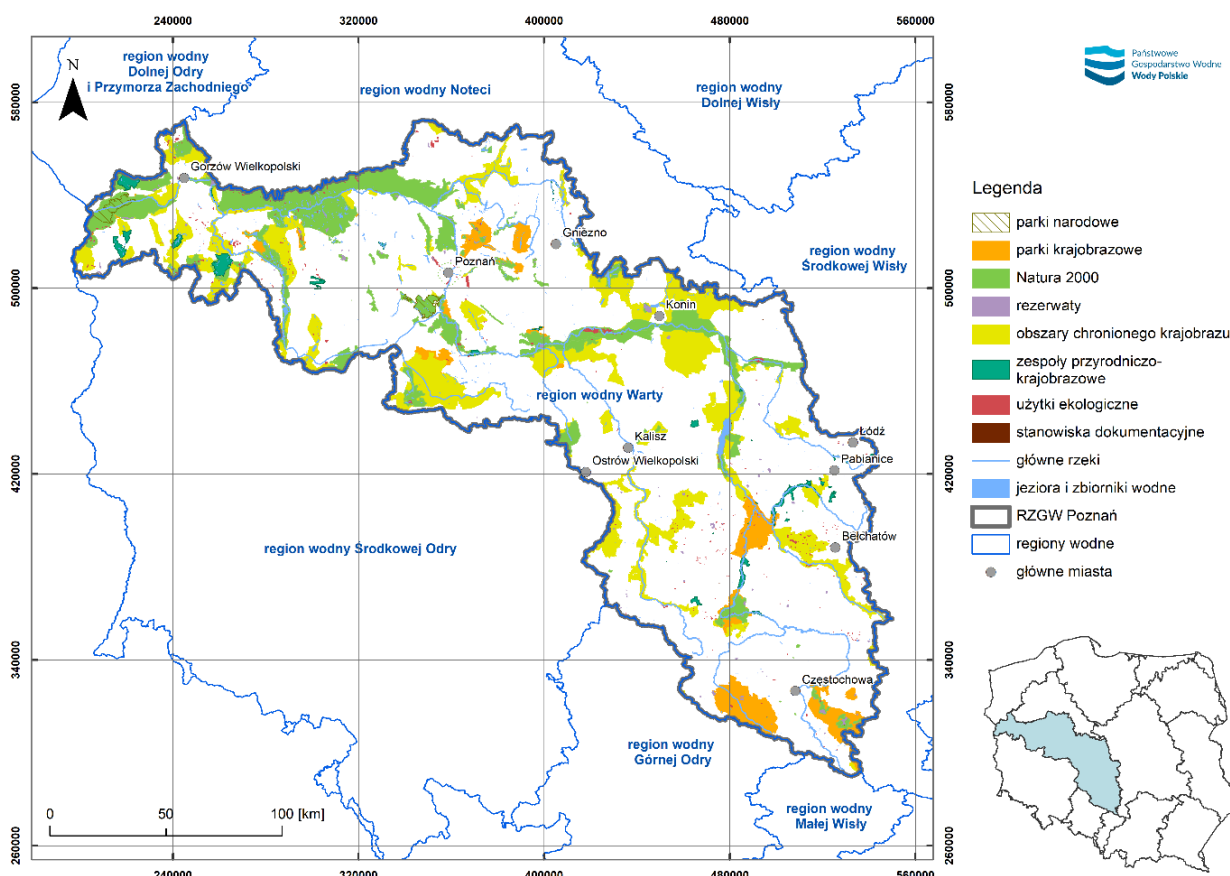 240000 320000 400000 480000 560000
N
region wodny
Dolnej Odry
i Przymorza Zachodniego
region wodny Noteci
region wodny
Dolnej Wisły
Państwowe
Gospodarstwo Wodne
Wody Polskie
580000
580000
Gorzów Wielkopolski
Gniezno
Poznań
region wodny
Środkowej Wisły
500000
500000
Konin
region wodny Warty
Kalisz
Ostrów Wielkopolski
Łódź
Pabianice
420000
420000
region wodny Środkowej Odry
Bełchatów
340000
340000
Częstochowa
region wodny
Górnej Odry
region wodny
Małej Wisły
0 50 100 [km]
260000
260000
240000 320000 400000 480000 560000
Legenda
parki narodowe
parki krajobrazowe
Natura 2000
rezerwaty
obszary chronionego krajobrazu
zespoły przyrodniczo-
krajobrazowe
użytki ekologiczne
stanowiska dokumentacyjne
główne rzeki
jeziora i zbiorniki wodne
RZGW Poznań
regiony wodne
główne miasta